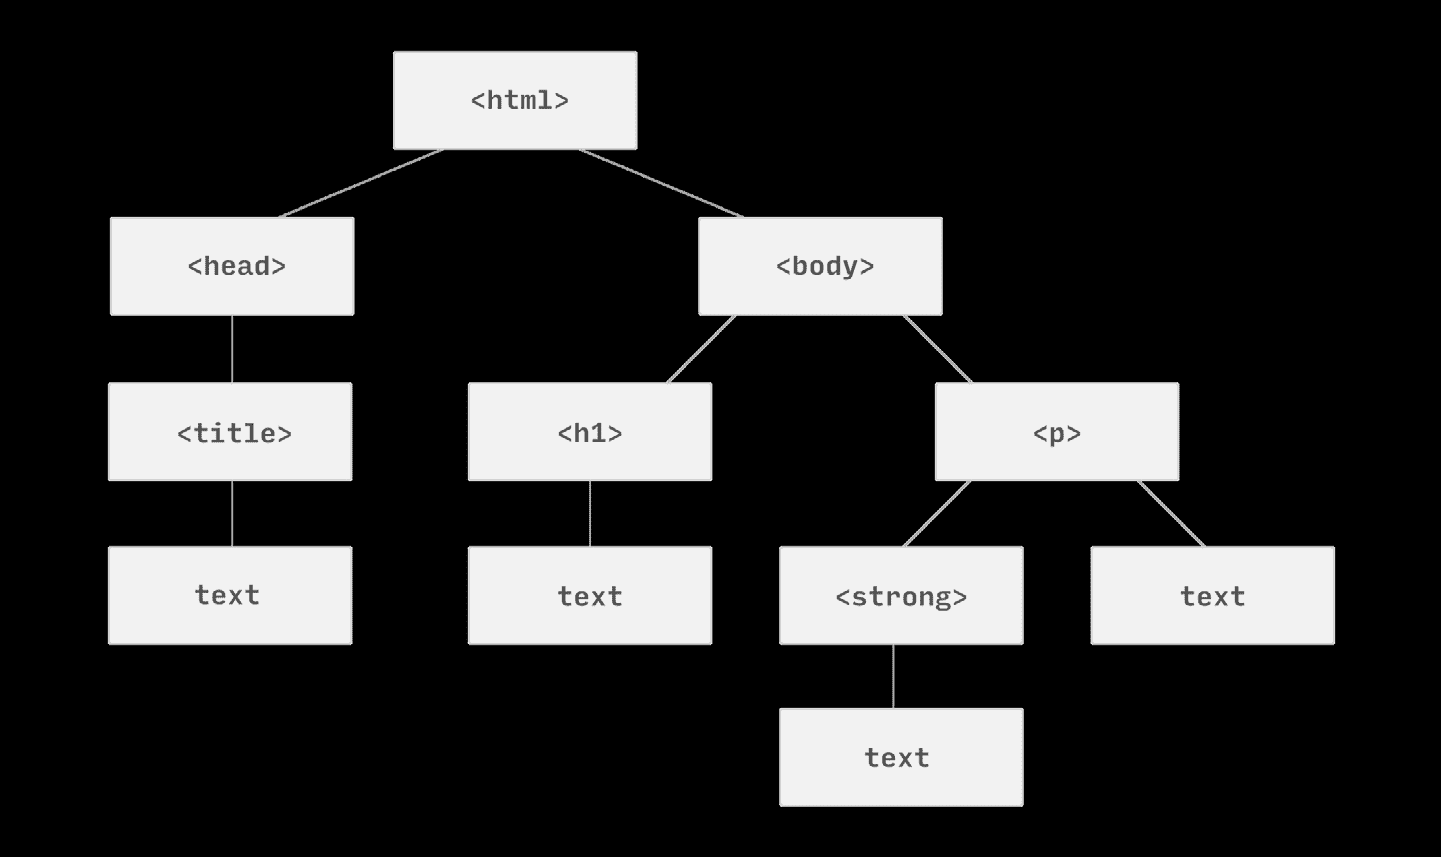 <html>
<head>
<body>
<title>
<h1>
<p>
text
text
<strong>
text
text